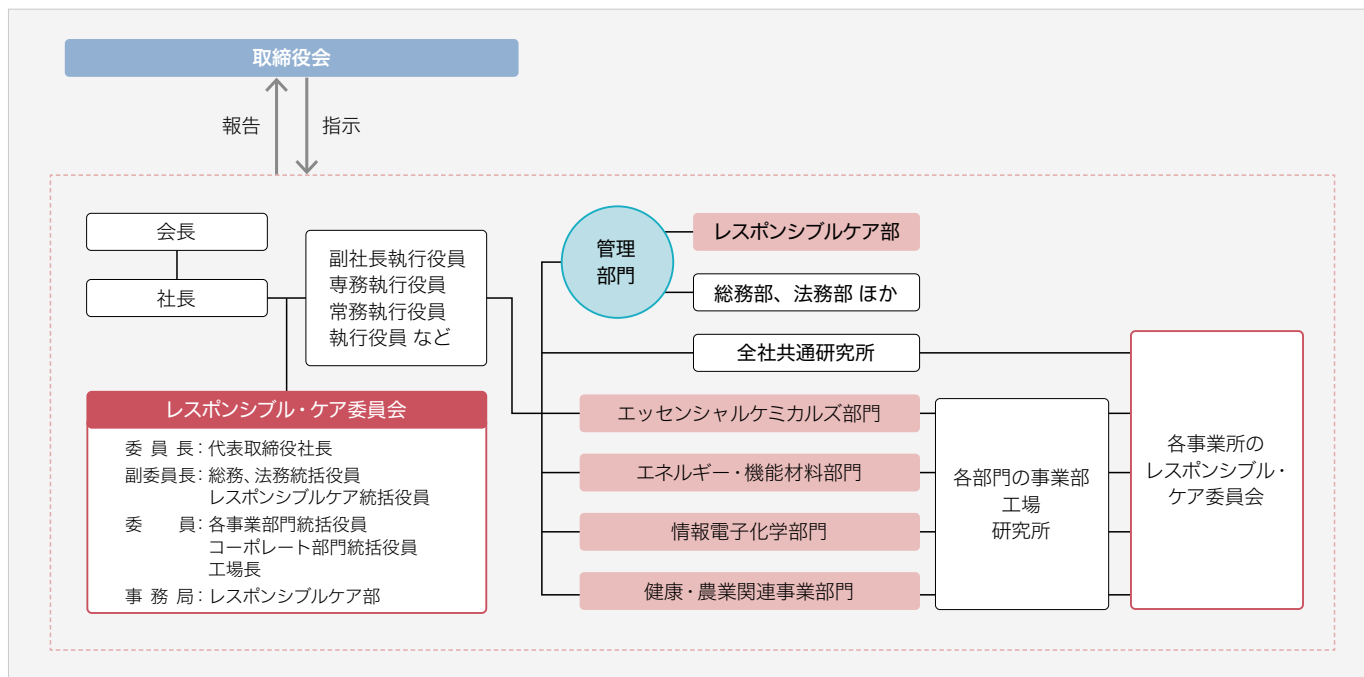 取締役会
報告
指示
会長
社長
副社長執行役員
専務執行役員
常務執行役員
執行役員 など
レスポンシブル・ケア委員会
委員長：代表取締役社長
副委員長：総務、法務統括役員
レスポンシブルケア統括役員
委　員：各事業部門統括役員
コーポレート部門統括役員
工場長
事務局：レスポンシブルケア部
管理
部門
レスポンシブルケア部
総務部、法務部 ほか
全社共通研究所
エッセンシャルケミカルズ部門
エネルギー・機能材料部門
情報電子化学部門
健康・農業関連事業部門
各部門の事業部
工場
研究所
各事業所の
レスポンシブル・
ケア委員会